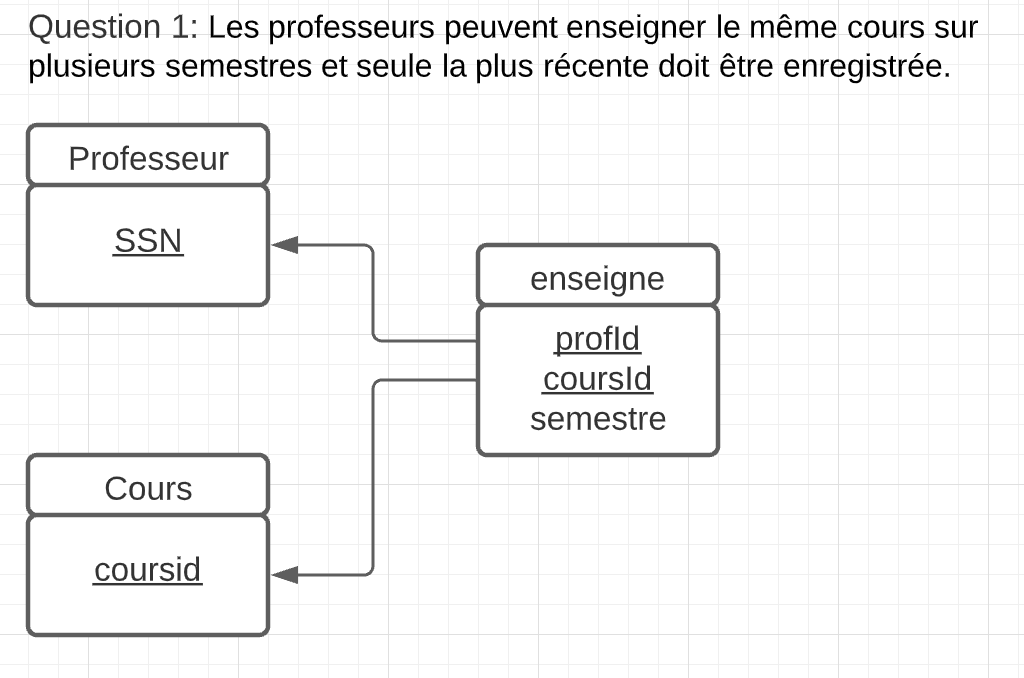 Question 1: Les professeurs peuvent enseigner le même cours sur
plusieurs semestres et seule la plus récente doit être enregistrée.
Professeur
SSN
enseigne
profId
coursId
semestre
Cours
coursid